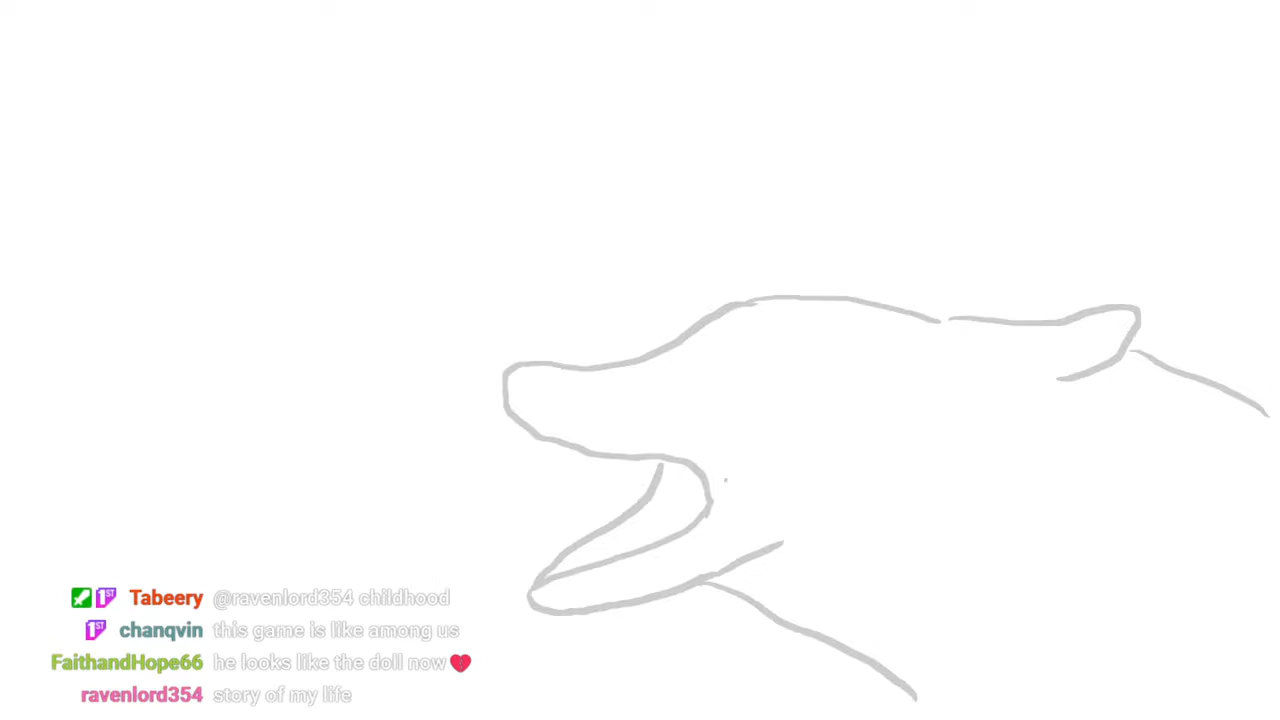 Tabeery @ravenlord354 childhood
chanqvin this game is like among us
FaithandHope66 he looks like the doll now
ravenlord354 story of my life